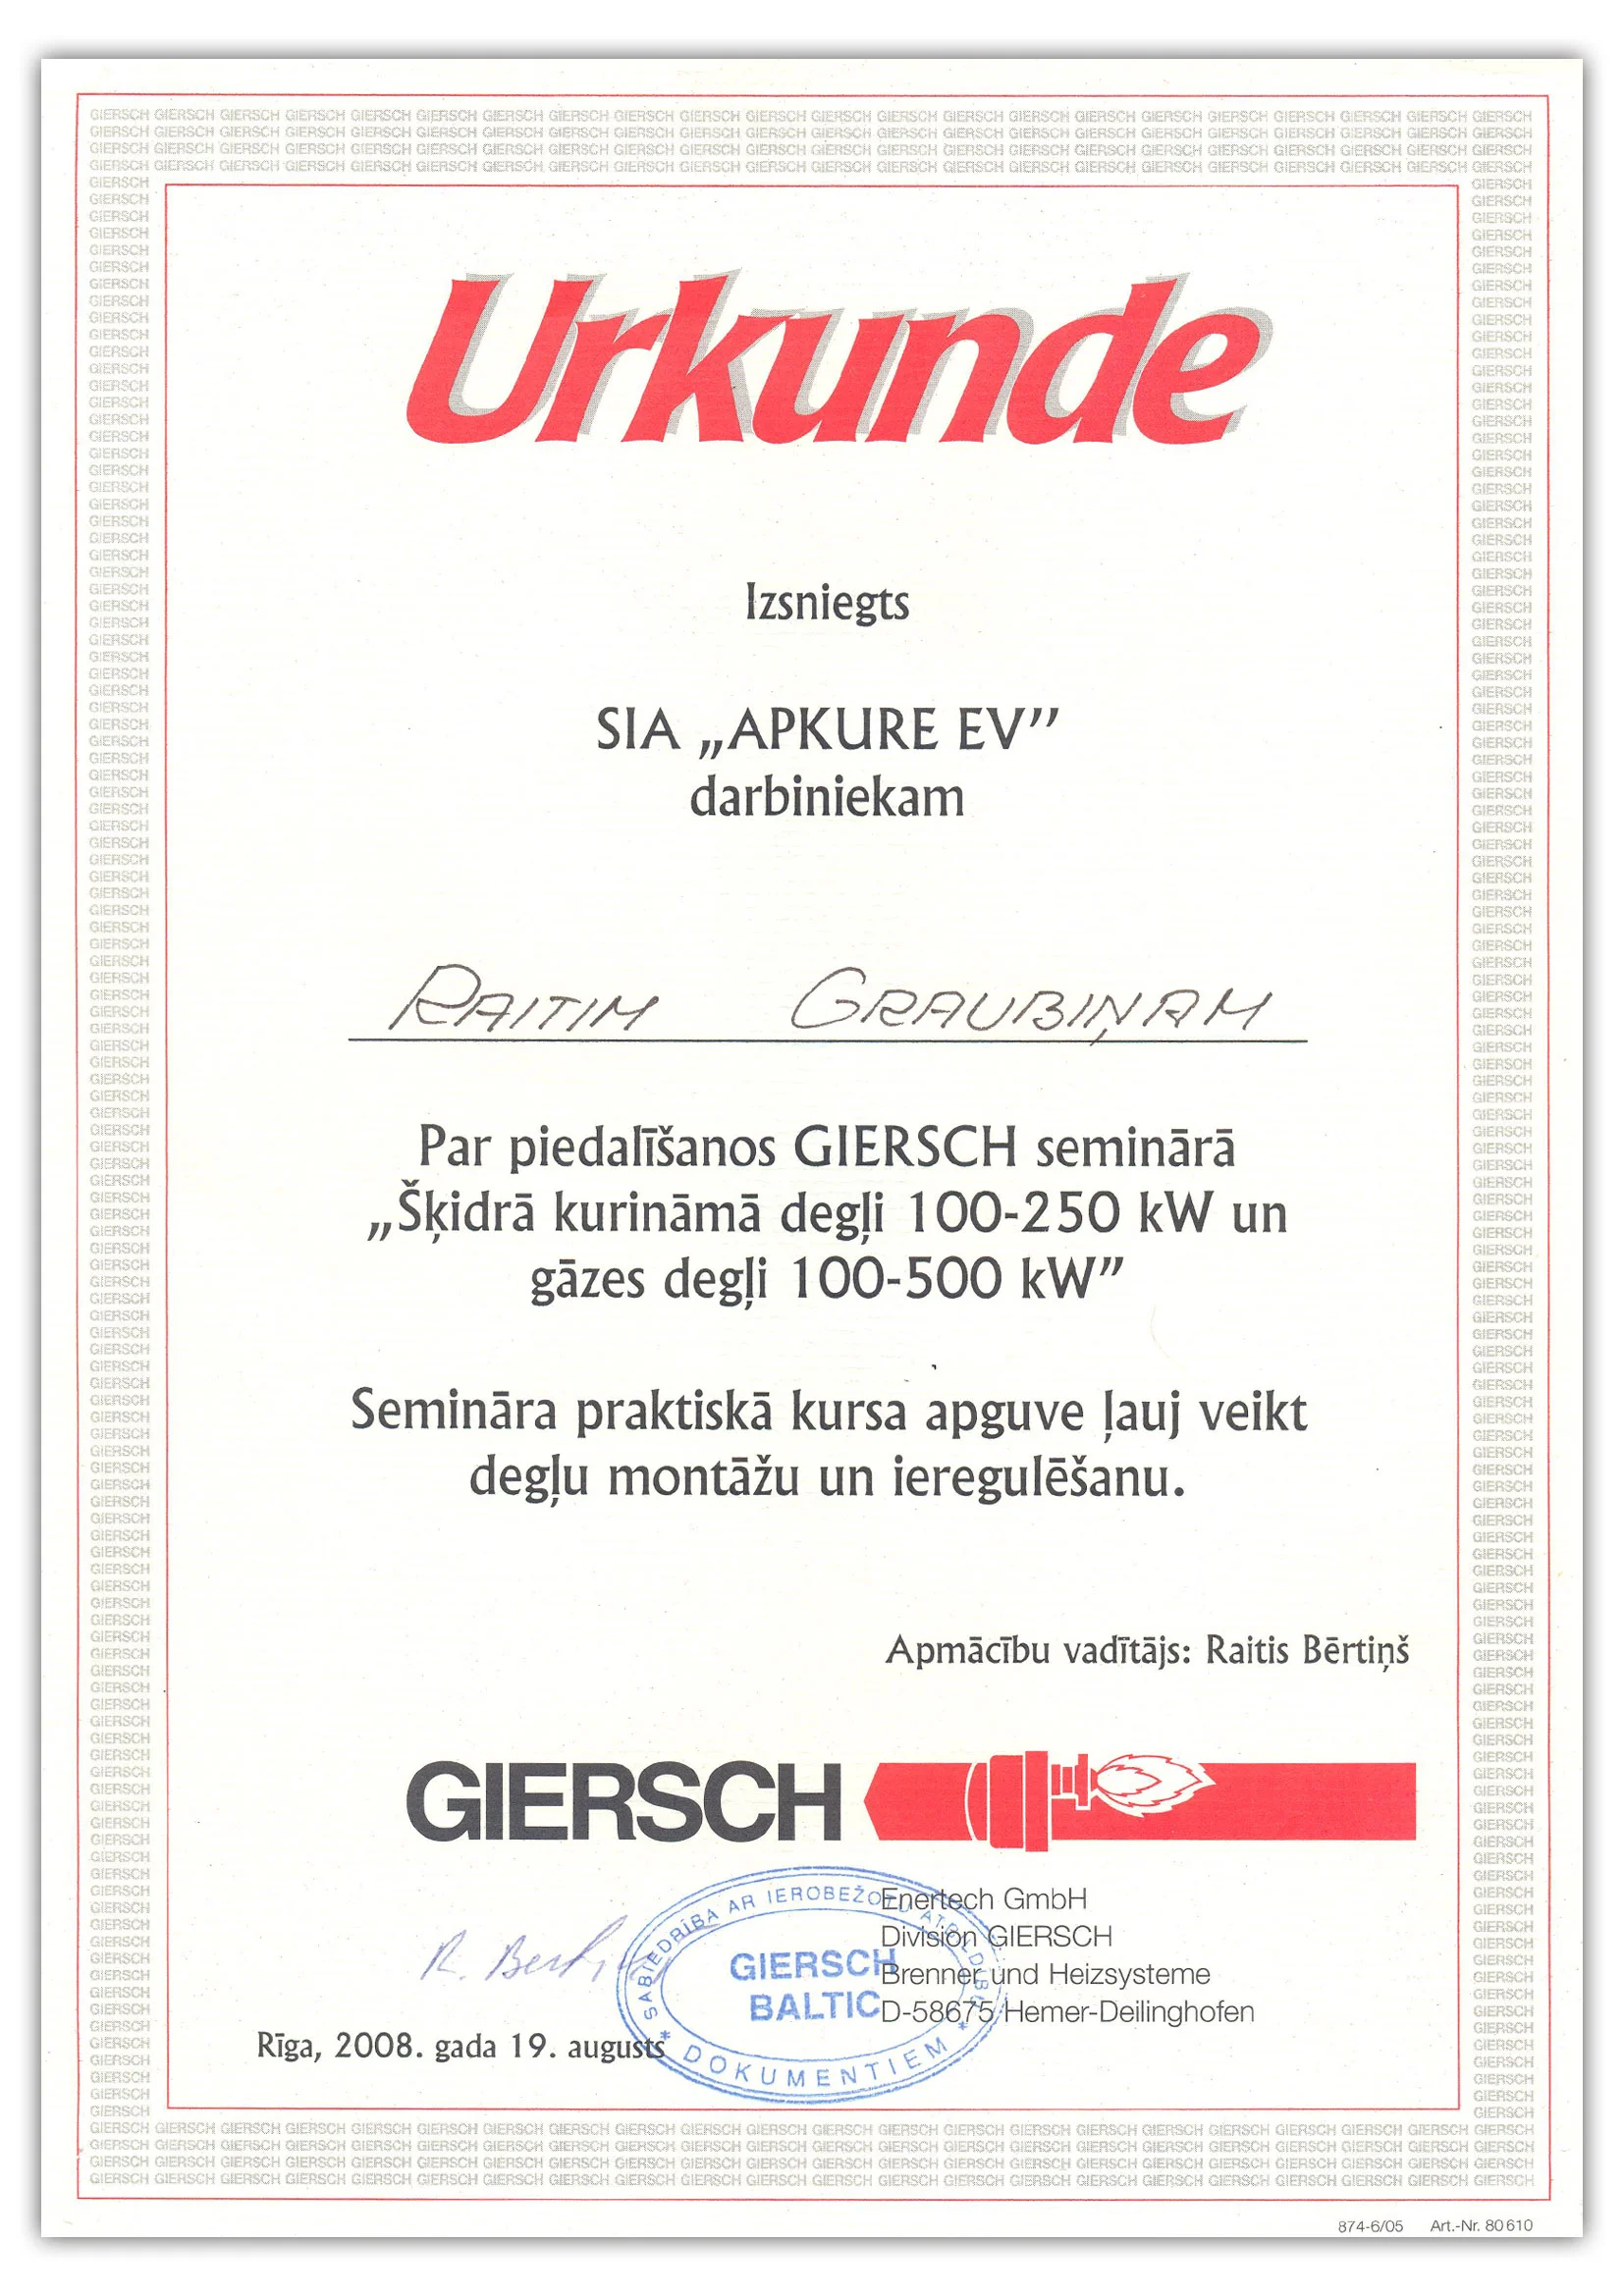 Urkunde
Izsniegts
SIA „APKURE EV”
darbiniekam
RAITIM GRAUBIŅAM
Par piedalīšanos GIERSCH seminārā
„Šķidrā kurināmā degļi 100-250 kW un
gāzes degļi 100-500 kW”
Semināra praktiskā kursa apguve ļauj veikt
degļu montāžu un ieregulēšanu.
Apmācību vadītājs: Raitis Bērtiņš
GIERSCH
Enertech GmbH
Division GIERSCH
Brenner und Heizsysteme
D-58675 Hemer-Deilinghofen
SABIEDRĪBA AR IEROBEŽOTU ATBILDĪBU
GIERSCH
BALTIC
* DOKUMENTIEM *
Rīga, 2008. gada 19. augusts
874-6/05 Art.-Nr. 80 610